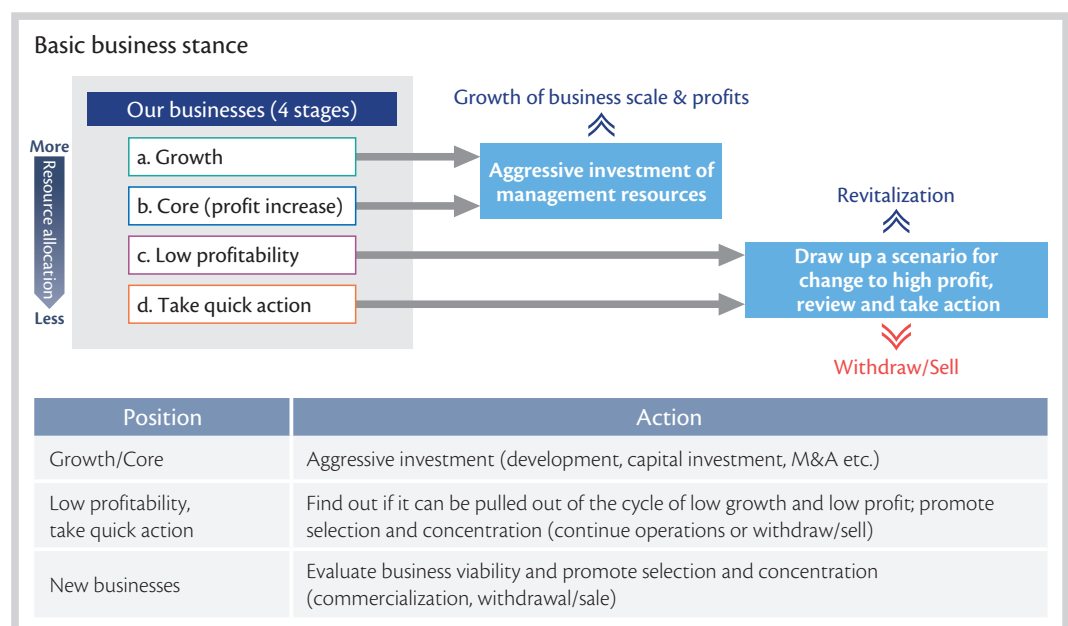 Basic business stance
Our businesses (4 stages)
More
Resource allocation
Less
a. Growth
b. Core (profit increase)
c. Low profitability
d. Take quick action
Growth of business scale & profits
Aggressive investment of
management resources
Revitalization
Draw up a scenario for
change to high profit,
review and take action
Withdraw/Sell
Position
Action
Growth/Core
Aggressive investment (development, capital investment, M&A etc.)
Low profitability,
take quick action
Find out if it can be pulled out of the cycle of low growth and low profit; promote
selection and concentration (continue operations or withdraw/sell)
New businesses
Evaluate business viability and promote selection and concentration
(commercialization, withdrawal/sale)